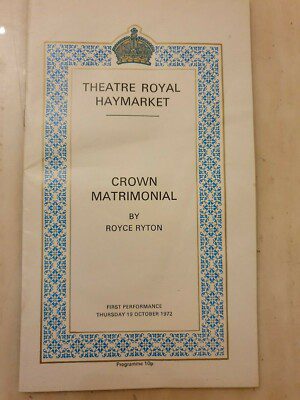 THEATRE ROYAL
HAYMARKET
CROWN
MATRIMONIAL
BY
ROYCE RYTON
FIRST PERFORMANCE
THURSDAY 19 OCTOBER 1972
Programme 10p